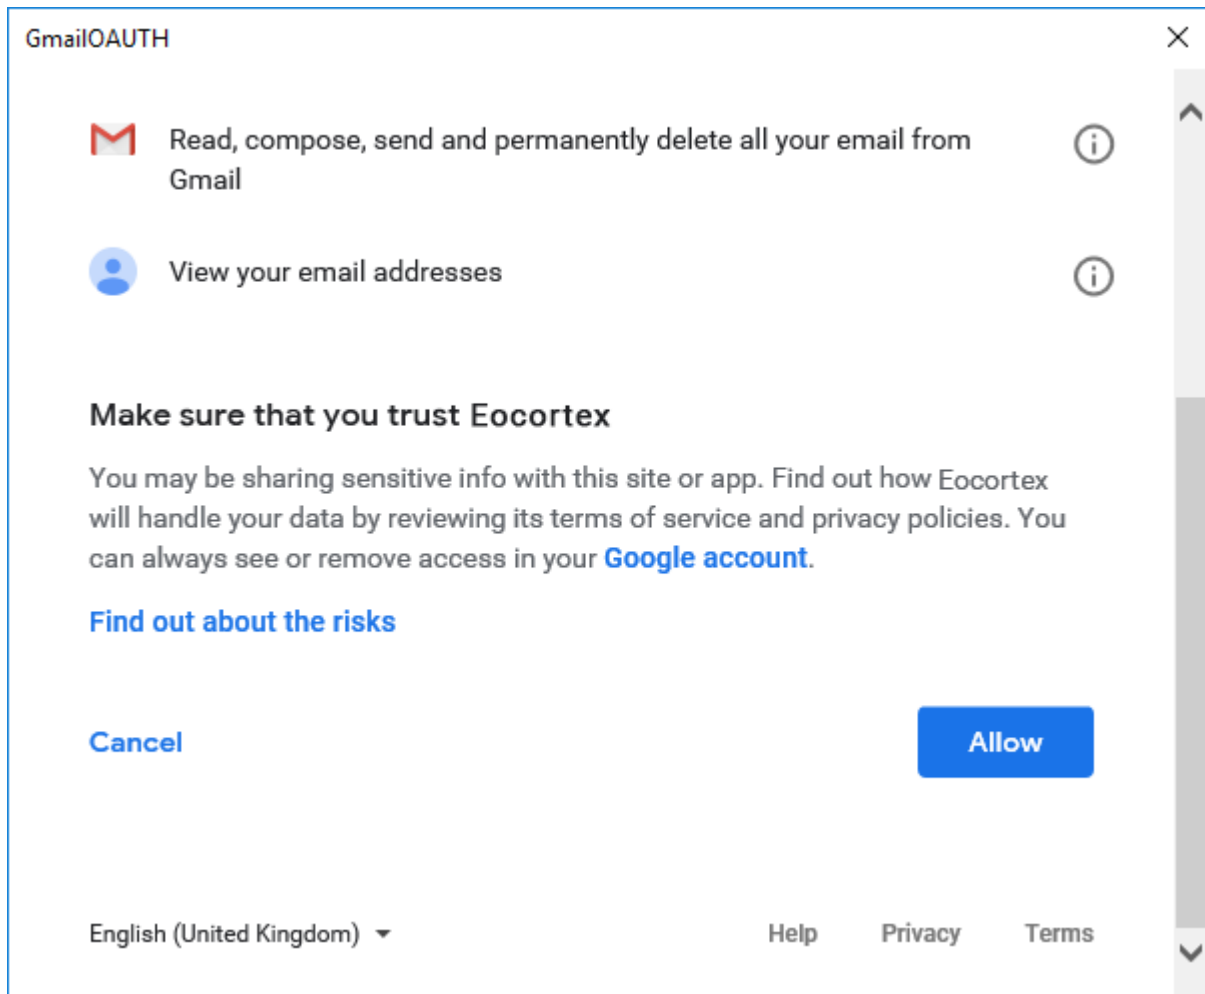 GmailOAUTH
Read, compose, send and permanently delete all your email from
Gmail
View your email addresses
Make sure that you trust Eocortex
You may be sharing sensitive info with this site or app. Find out how Eocortex
will handle your data by reviewing its terms of service and privacy policies. You
can always see or remove access in your Google account.
Find out about the risks
Cancel
Allow
English (United Kingdom)
Help Privacy Terms